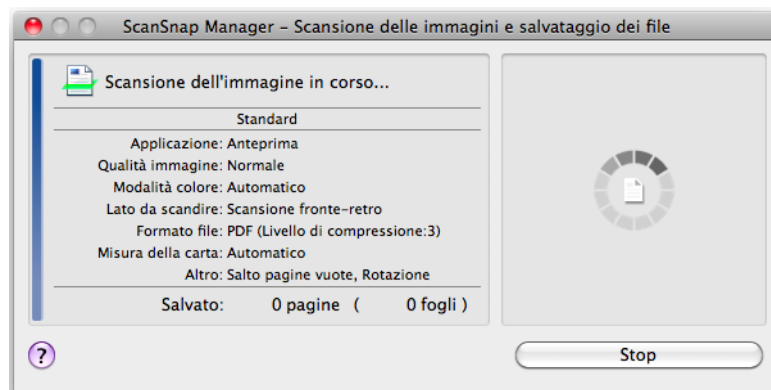 ScanSnap Manager – Scansione delle immagini e salvataggio dei file
Scansione dell'immagine in corso...
Standard
Applicazione: Anteprima
Qualità immagine: Normale
Modalità colore: Automatico
Lato da scandire: Scansione fronte-retro
Formato file: PDF (Livello di compressione:3)
Misura della carta: Automatico
Altro: Salto pagine vuote, Rotazione
Salvato: 0 pagine ( 0 fogli )
? Stop